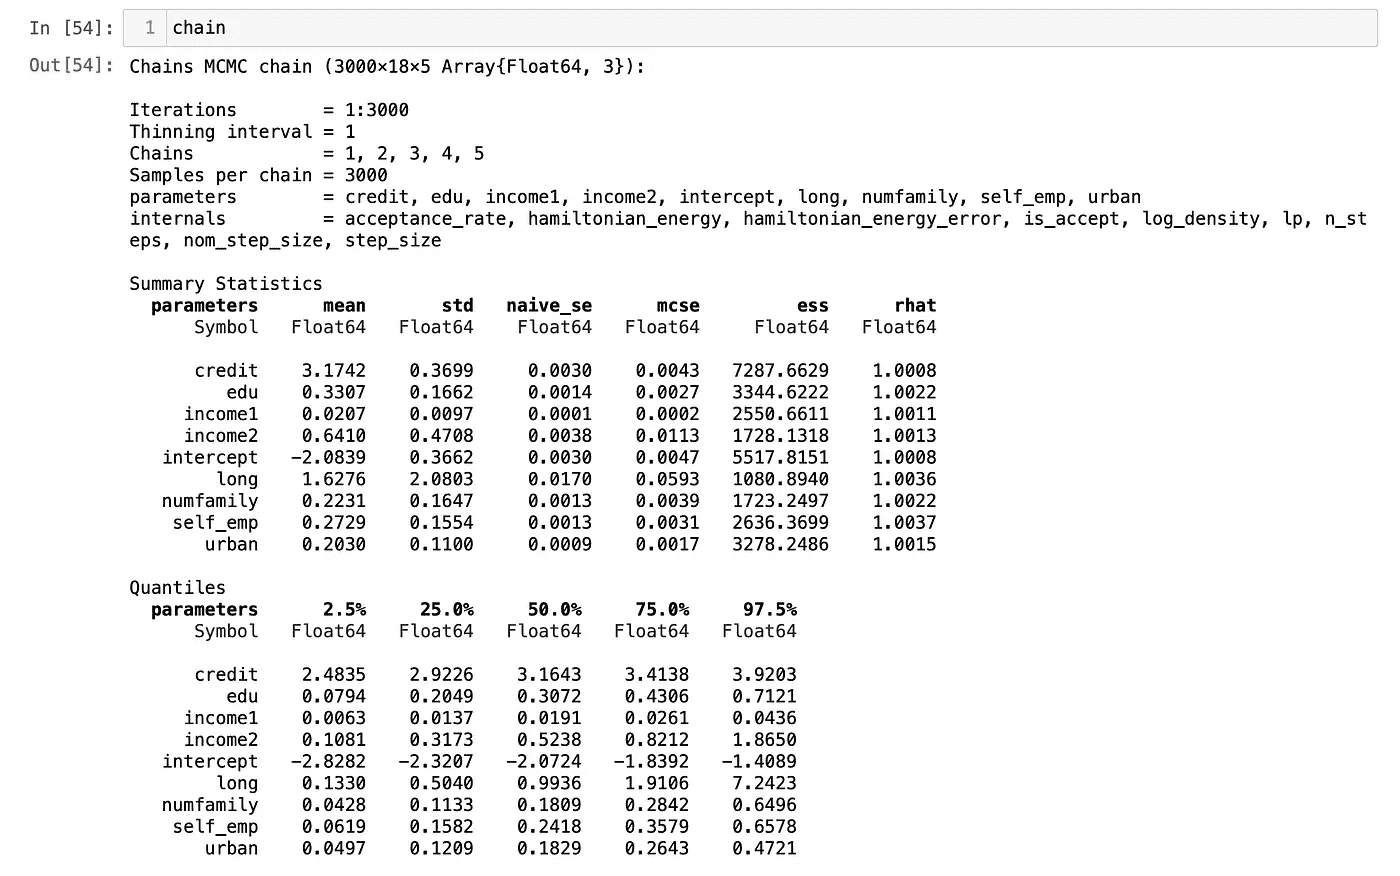 In [54]: 1 chain
Out[54]: Chains MCMC chain (3000×18×5 Array{Float64, 3}):
Iterations = 1:3000
Thinning interval = 1
Chains = 1, 2, 3, 4, 5
Samples per chain = 3000
parameters = credit, edu, income1, income2, intercept, long, numfamily, self_emp, urban
internals = acceptance_rate, hamiltonian_energy, hamiltonian_energy_error, is_accept, log_density, lp, n_st
eps, nom_step_size, step_size
Summary Statistics
parameters mean std naive_se mcse ess rhat
Symbol Float64 Float64 Float64 Float64 Float64 Float64
credit 3.1742 0.3699 0.0030 0.0043 7287.6629 1.0008
edu 0.3307 0.1662 0.0014 0.0027 3344.6222 1.0022
income1 0.0207 0.0097 0.0001 0.0002 2550.6611 1.0011
income2 0.6410 0.4708 0.0038 0.0113 1728.1318 1.0013
intercept −2.0839 0.3662 0.0030 0.0047 5517.8151 1.0008
long 1.6276 2.0803 0.0170 0.0593 1080.8940 1.0036
numfamily 0.2231 0.1647 0.0013 0.0039 1723.2497 1.0022
self_emp 0.2729 0.1554 0.0013 0.0031 2636.3699 1.0037
urban 0.2030 0.1100 0.0009 0.0017 3278.2486 1.0015
Quantiles
parameters 2.5% 25.0% 50.0% 75.0% 97.5%
Symbol Float64 Float64 Float64 Float64 Float64
credit 2.4835 2.9226 3.1643 3.4138 3.9203
edu 0.0794 0.2049 0.3072 0.4306 0.7121
income1 0.0063 0.0137 0.0191 0.0261 0.0436
income2 0.1081 0.3173 0.5238 0.8212 1.8650
intercept −2.8282 −2.3207 −2.0724 −1.8392 −1.4089
long 0.1330 0.5040 0.9936 1.9106 7.2423
numfamily 0.0428 0.1133 0.1809 0.2842 0.6496
self_emp 0.0619 0.1582 0.2418 0.3579 0.6578
urban 0.0497 0.1209 0.1829 0.2643 0.4721